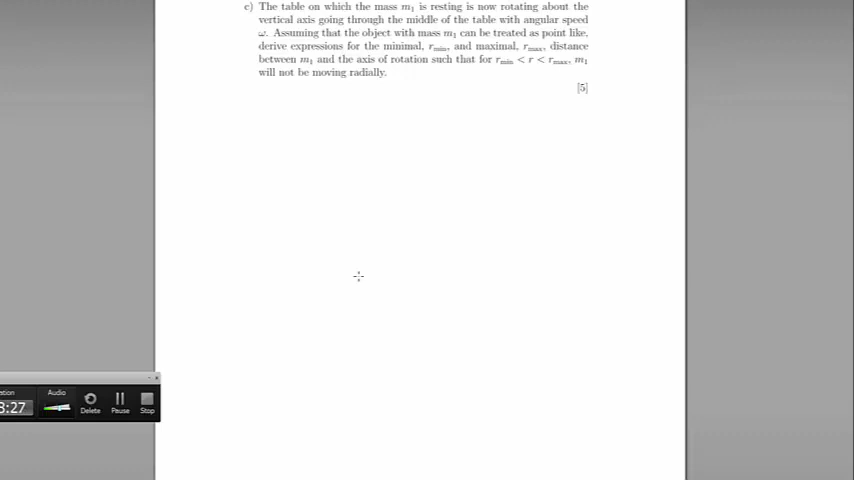 c) The table on which the mass m₁ is resting is now rotating about the
vertical axis going through the middle of the table with angular speed
ω. Assuming that the object with mass m₁ can be treated as point like,
derive expressions for the minimal, rₘᵢₙ, and maximal, rₘₐₓ, distance
between m₁ and the axis of rotation such that for rₘᵢₙ < r < rₘₐₓ, m₁
will not be moving radially.
[5]
ation Audio
3:27 Delete Pause Stop